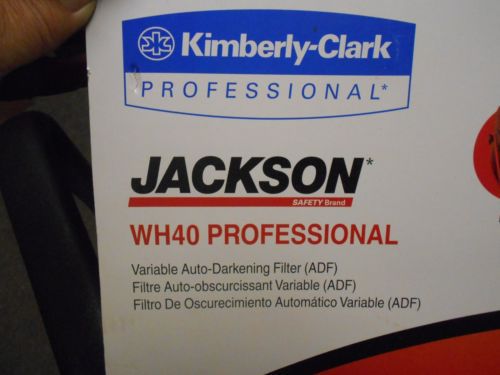 Kimberly-Clark
PROFESSIONAL*
JACKSON*
SAFETY Brand
WH40 PROFESSIONAL
Variable Auto-Darkening Filter (ADF)
Filtre Auto-obscurcissant Variable (ADF)
Filtro De Oscurecimiento Automático Variable (ADF)